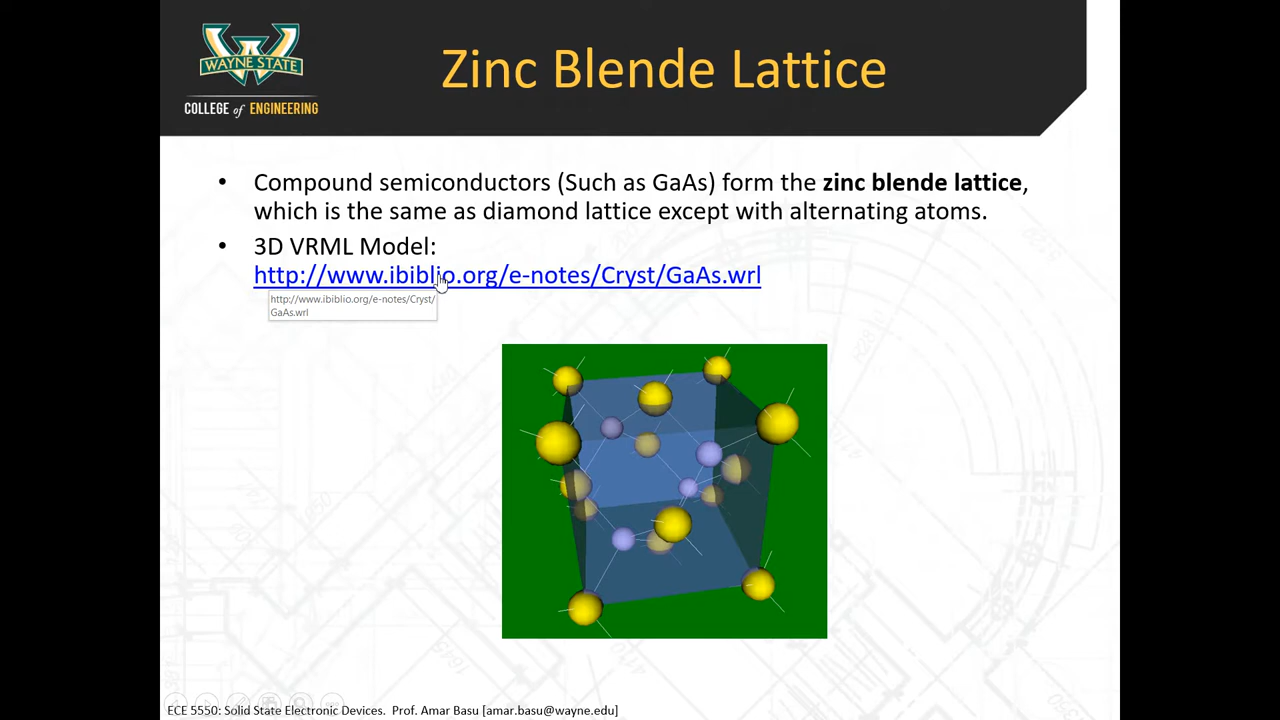 WAYNE STATE
COLLEGE of ENGINEERING
Zinc Blende Lattice
• Compound semiconductors (Such as GaAs) form the zinc blende lattice,
which is the same as diamond lattice except with alternating atoms.
• 3D VRML Model:
http://www.ibiblio.org/e-notes/Cryst/GaAs.wrl
http://www.ibiblio.org/e-notes/Cryst/
GaAs.wrl
ECE 5550: Solid State Electronic Devices. Prof. Amar Basu [amar.basu@wayne.edu]